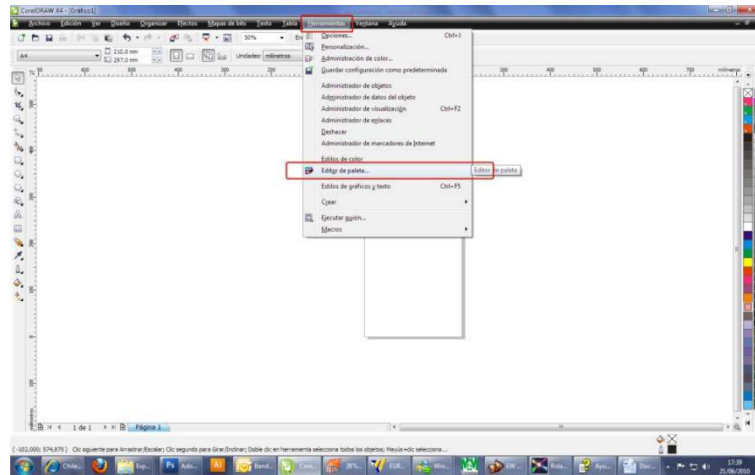 CorelDRAW X4 - [Gráfico1]
Archivo Edición Ver Diseño Organizar Efectos Mapas de bits Texto Tabla Herramientas Ventana Ayuda
50%
A4 210,0 mm 297,0 mm Unidades: milímetros
Opciones... Ctrl+J
Personalización...
Administración de color...
Guardar configuración como predeterminada
Administrador de objetos
Administrador de datos del objeto
Administrador de visualización Ctrl+F2
Administrador de enlaces
Deshacer
Administrador de marcadores de Internet
Estilos de color
Editor de paleta... Editor de paleta
Estilos de gráficos y texto Ctrl+F5
Crear
Ejecutar guión...
Macros
1 de 1 Página 1
(-102,000; 574,875 ) Clic siguiente para Arrastrar/Escalar; Clic segundo para Girar/Inclinar; Doble clic en herramienta selecciona todos los objetos; Mayús+clic selecciona...
17:39